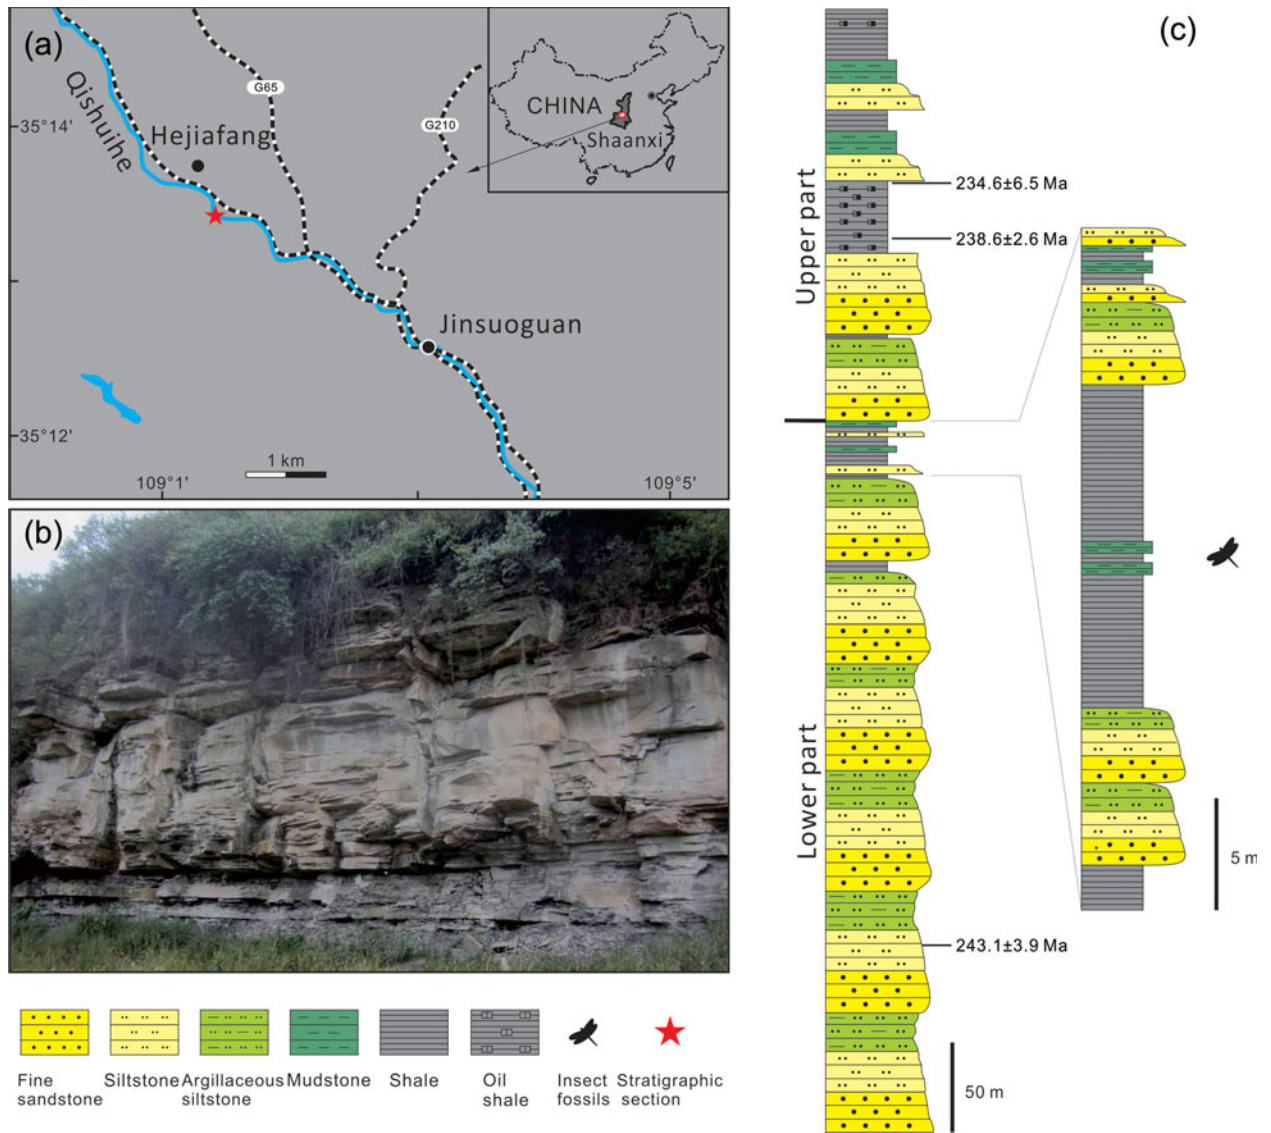 (a)
Qishuihe
Hejiafang
G65
G210
CHINA
Shaanxi
Jinsuoguan
35°14'
35°12'
1 km
109°1'
109°5'
(b)
(c)
Upper part
Lower part
234.6±6.5 Ma
238.6±2.6 Ma
243.1±3.9 Ma
50 m
5 m
Fine
sandstone
Siltstone
Argillaceous
siltstone
Mudstone
Shale
Oil
shale
Insect
fossils
Stratigraphic
section